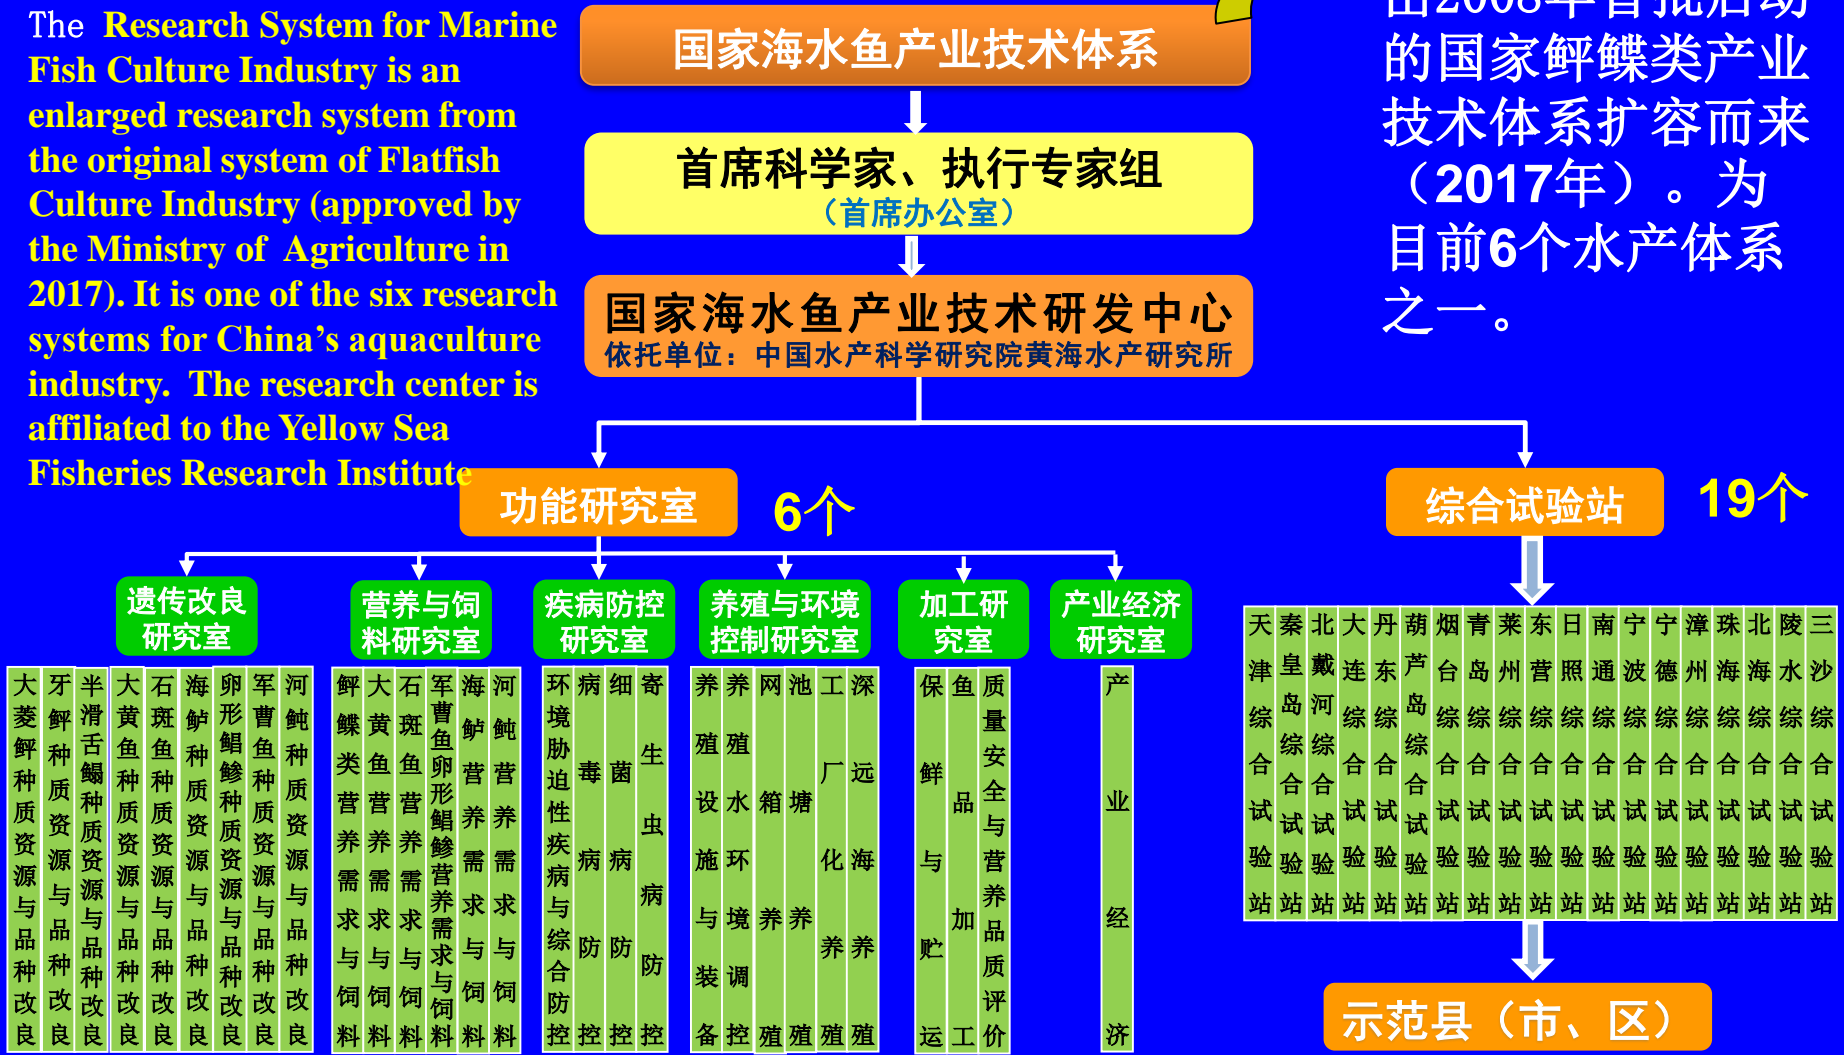 The Research System for Marine
Fish Culture Industry is an
enlarged research system from
the original system of Flatfish
Culture Industry (approved by
the Ministry of Agriculture in
2017). It is one of the six research
systems for China’s aquaculture
industry. The research center is
affiliated to the Yellow Sea
Fisheries Research Institute
国家海水鱼产业技术体系
首席科学家、执行专家组
（首席办公室）
国家海水鱼产业技术研发中心
依托单位：中国水产科学研究院黄海水产研究所
由2008年首批启动
的国家鲆鲽类产业
技术体系扩容而来
（2017年）。为
目前6个水产体系
之一。
功能研究室
6个
综合试验站
19个
遗传改良
研究室
营养与饲
料研究室
疾病防控
研究室
养殖与环境
控制研究室
加工研
究室
产业经济
研究室
大菱鲆种质资源与品种改良
牙鲆种质资源与品种改良
半滑舌鳎种质资源与品种改良
大黄鱼种质资源与品种改良
石斑鱼种质资源与品种改良
海鲈种质资源与品种改良
卵形鲳鲹种质资源与品种改良
军曹鱼种质资源与品种改良
河鲀种质资源与品种改良
鲆鲽类营养需求与饲料
大黄鱼营养需求与饲料
石斑鱼营养需求与饲料
军曹鱼卵形鲳鲹营养需求与饲料
海鲈营养需求与饲料
河鲀营养需求与饲料
环境胁迫性疾病与综合防控
病毒病防控
细菌病防控
寄生虫病防控
养殖设施与装备
养殖水环境调控
网箱养殖
池塘养殖
工厂化养殖
深远海养殖
保鲜与贮运
鱼品加工
质量安全与营养品质评价
产业经济
天津综合试验站
秦皇岛综合试验站
北戴河综合试验站
大连综合试验站
丹东综合试验站
葫芦岛综合试验站
烟台综合试验站
青岛综合试验站
莱州综合试验站
东营综合试验站
日照综合试验站
南通综合试验站
宁波综合试验站
宁德综合试验站
漳州综合试验站
珠海综合试验站
北海综合试验站
陵水综合试验站
三沙综合试验站
示范县（市、区）